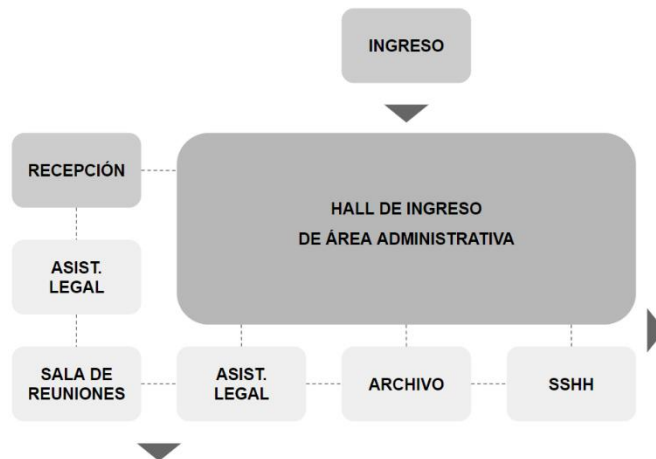 INGRESO
RECEPCIÓN
HALL DE INGRESO
DE ÁREA ADMINISTRATIVA
ASIST.
LEGAL
SALA DE
REUNIONES
ASIST.
LEGAL
ARCHIVO
SSHH